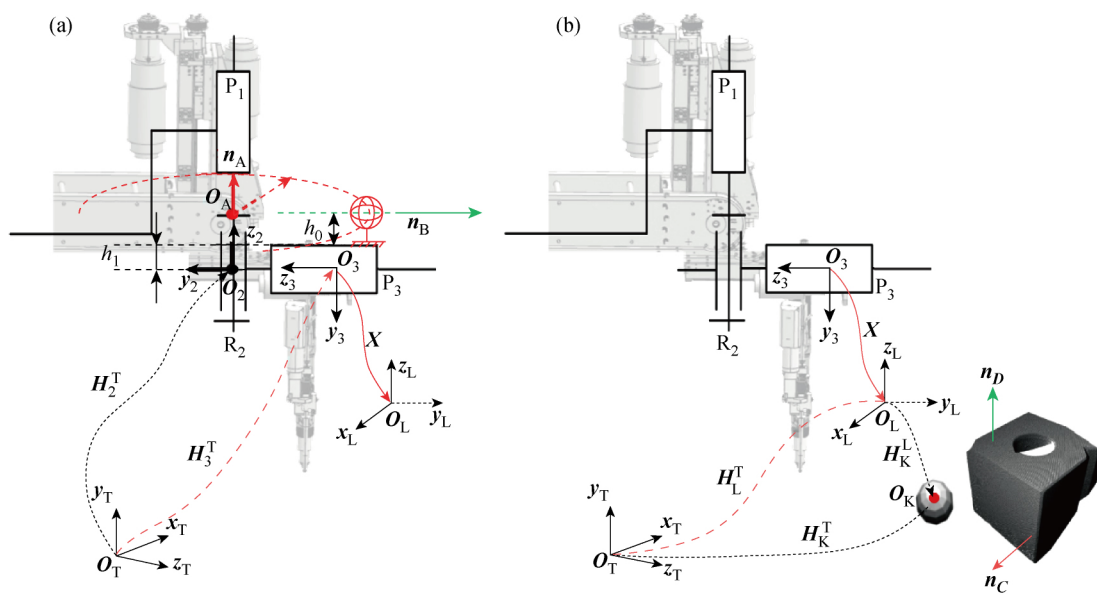 (a)
P1
nA
OA
z2
h0
nB
h1
y2
O2
z3
O3
P3
y3
R2
X
H2T
zL
yL
xL
OL
H3T
yT
xT
OT
zT
(b)
P1
O3
z3
P3
y3
R2
X
zL
nD
yL
xL
OL
HKL
HLT
OK
yT
xT
HKT
OT
zT
nC